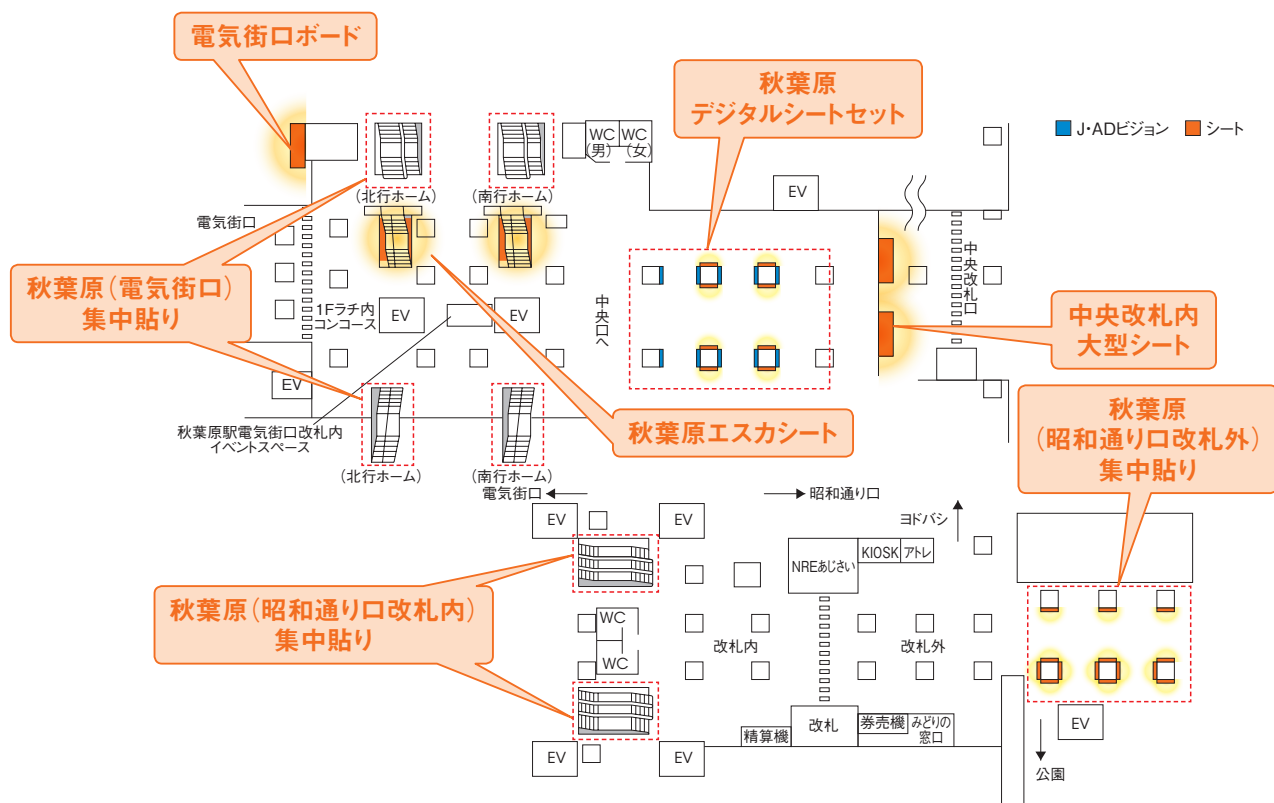 電気街口ボード
秋葉原
デジタルシートセット
J・ADビジョン
シート
WC
(男)
WC
(女)
(北行ホーム)
(南行ホーム)
EV
電気街口
秋葉原(電気街口)
集中貼り
1Fラチ内
コンコース
EV
EV
中央口へ
中央改札口
中央改札内
大型シート
EV
秋葉原駅電気街口改札内
イベントスペース
秋葉原エスカシート
秋葉原
(昭和通り口改札外)
集中貼り
(北行ホーム)
(南行ホーム)
電気街口
昭和通り口
EV
EV
ヨドバシ
NREあじさい
KIOSK
アトレ
秋葉原(昭和通り口改札内)
集中貼り
WC
WC
改札内
改札外
精算機
改札
券売機
みどりの
窓口
EV
EV
EV
公園